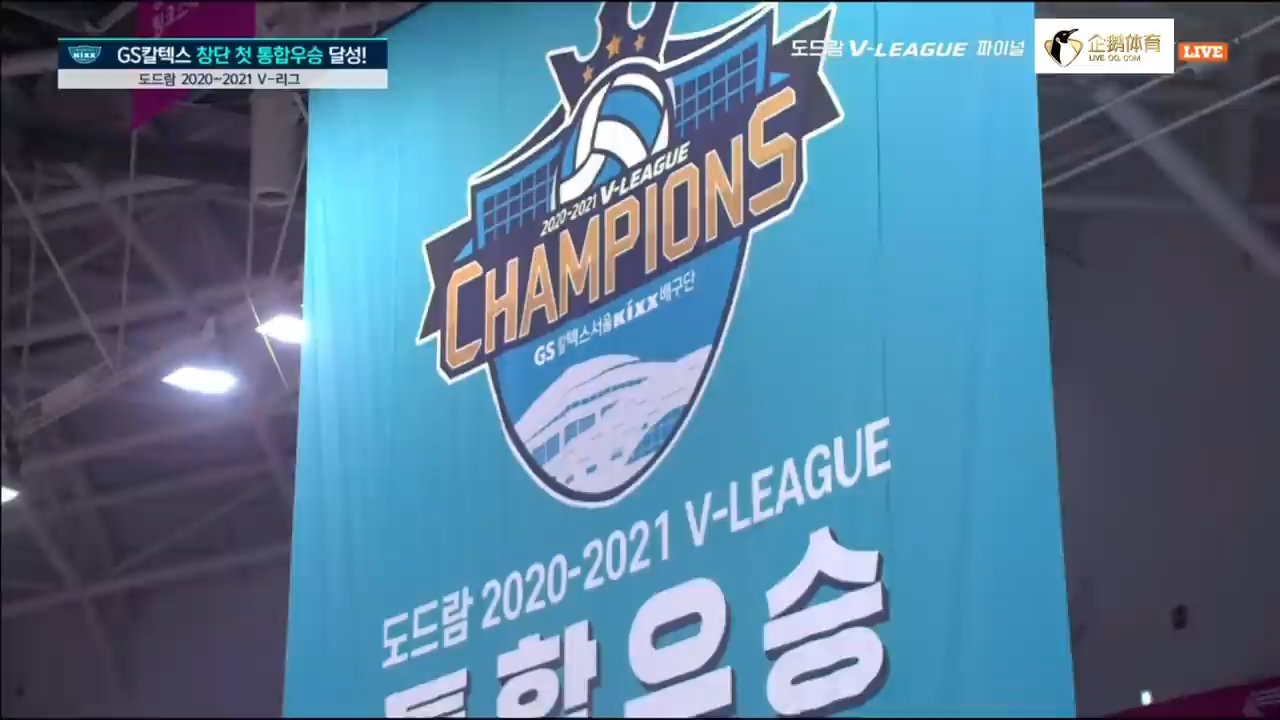 KIXX
GS칼텍스 창단 첫 통합우승 달성!
도드람 2020~2021 V-리그
도드람 V-LEAGUE 파이널
企鹅体育
LIVE.QQ.COM
LIVE
2020-2021 V-LEAGUE
CHAMPIONS
GS칼텍스서울KIXX배구단
도드람 2020-2021 V-LEAGUE
통합우승